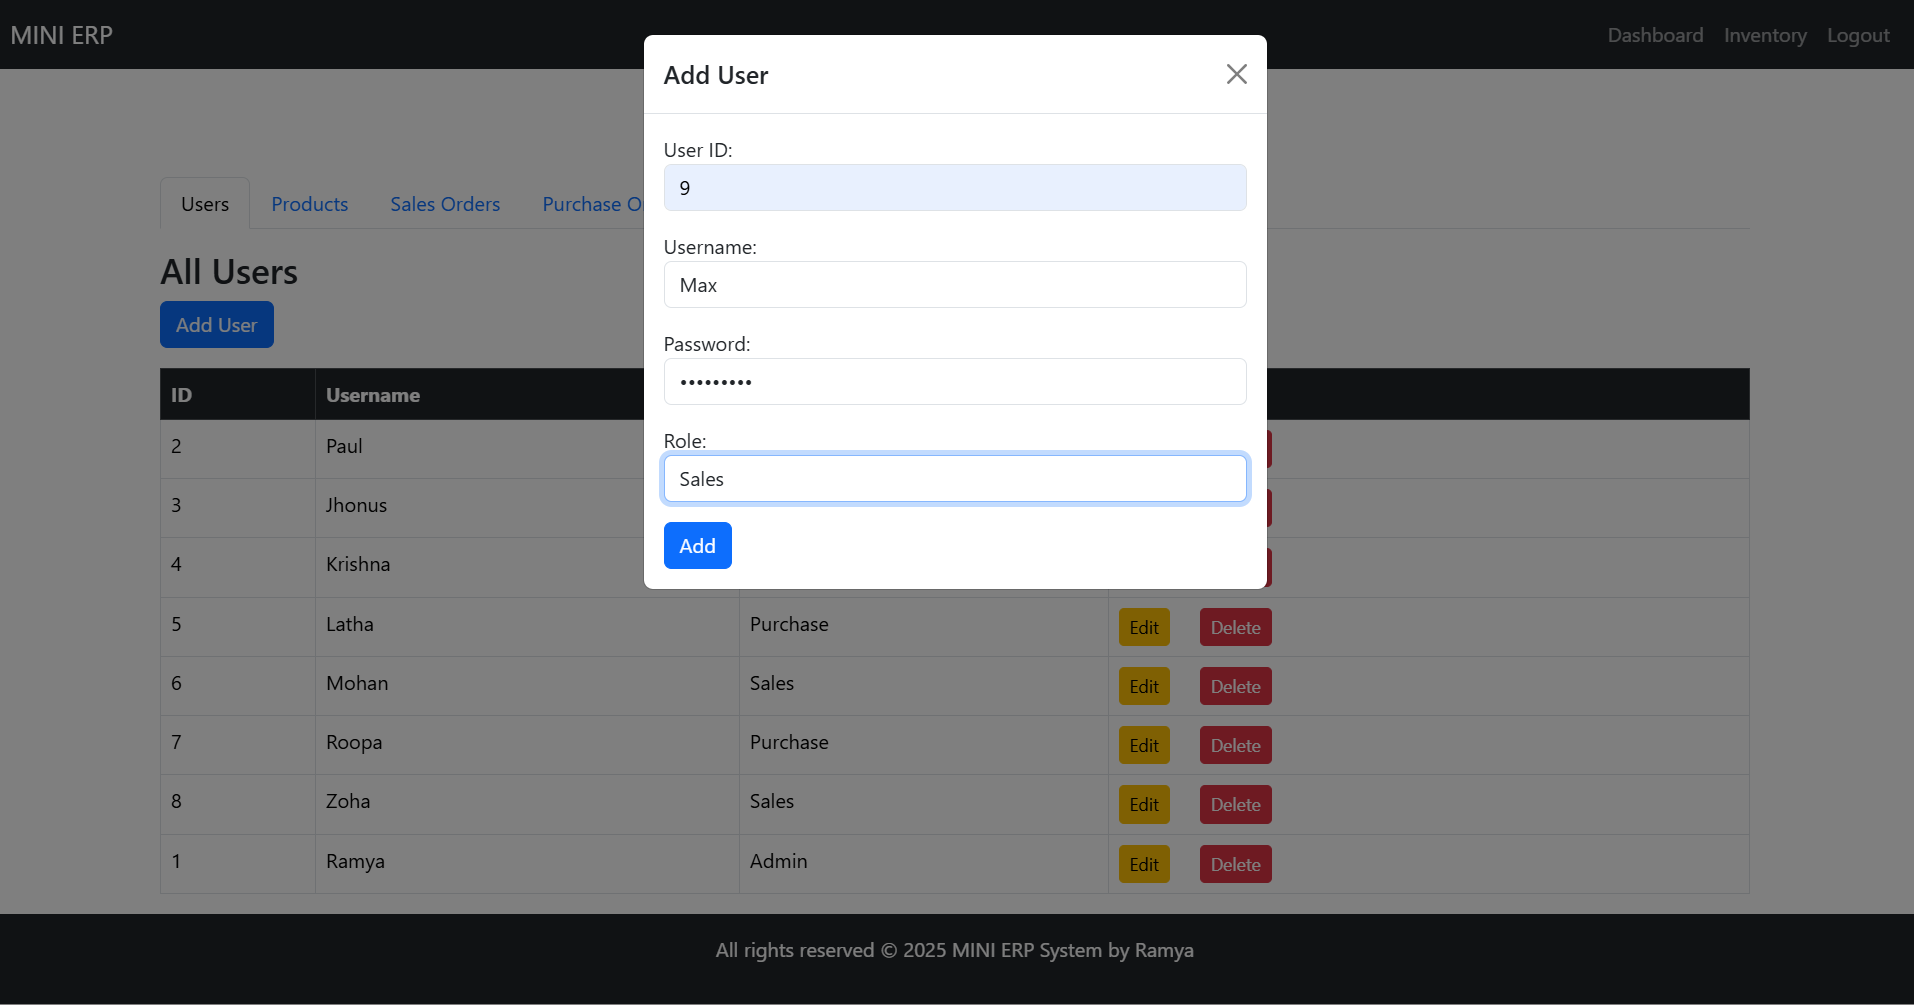 MINI ERP
Dashboard Inventory Logout
Add User
User ID:
9
Username:
Max
Password:
•••••••••
Role:
Sales
Add
Users Products Sales Orders Purchase O
All Users
Add User
ID Username
2 Paul
3 Jhonus
4 Krishna
5 Latha Purchase Edit Delete
6 Mohan Sales Edit Delete
7 Roopa Purchase Edit Delete
8 Zoha Sales Edit Delete
1 Ramya Admin Edit Delete
All rights reserved © 2025 MINI ERP System by Ramya